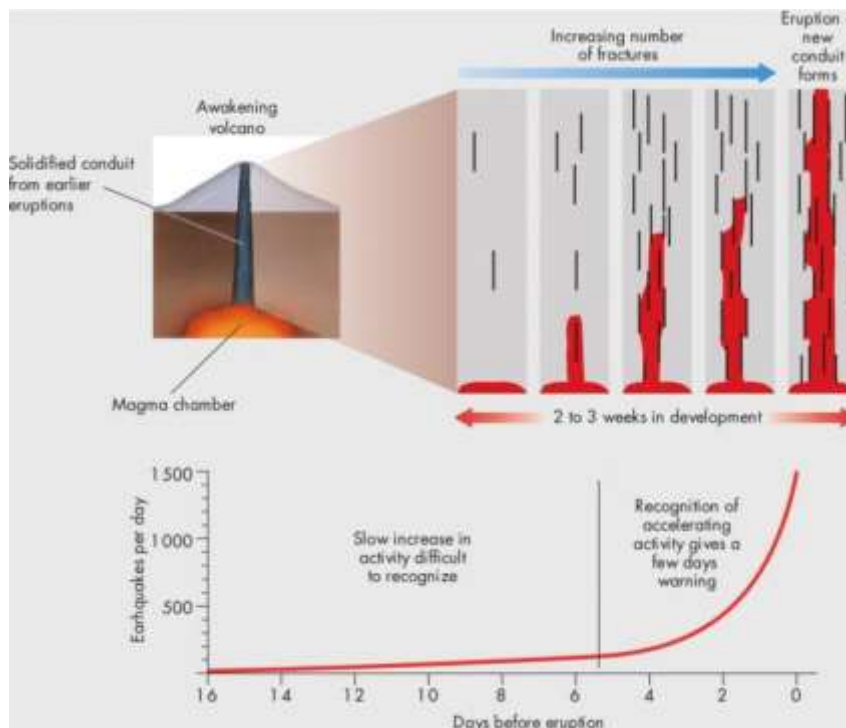 Increasing number
of fractures
Eruption
new
conduit
forms
Awakening
volcano
Solidified conduit
from earlier
eruptions
Magma chamber
2 to 3 weeks in development
Earhquakes per day
1 500
1 000
500
Slow increase in
activity difficult
to recognize
Recognition of
accelerating
activity gives a
few days
warning
16 14 12 10 8 6 4 2 0
Days before eruption